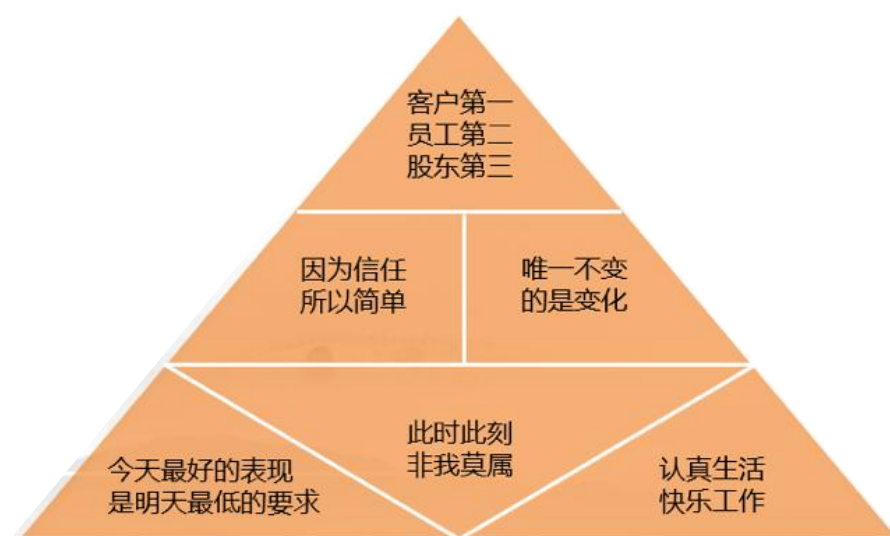 客户第一
员工第二
股东第三
因为信任
所以简单
唯一不变
的是变化
此时此刻
非我莫属
今天最好的表现
是明天最低的要求
认真生活
快乐工作